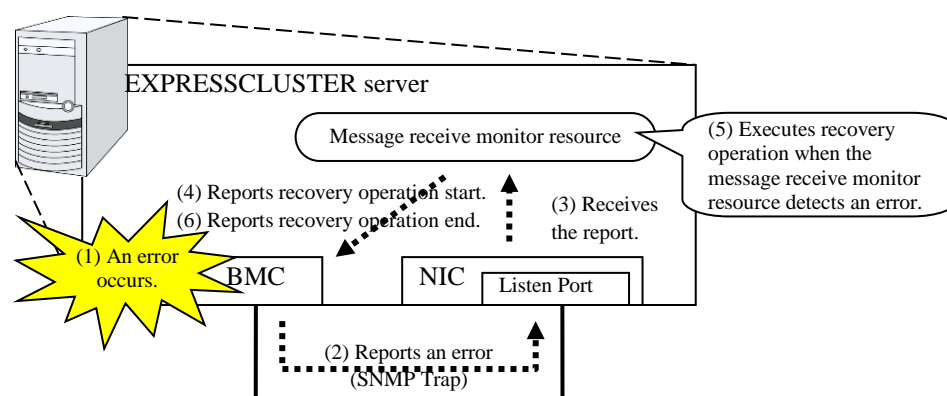 EXPRESSCLUSTER server
Message receive monitor resource
(5) Executes recovery
operation when the
message receive monitor
resource detects an error.
(4) Reports recovery operation start.
(6) Reports recovery operation end.
(3) Receives
the report.
(1) An error
occurs.
BMC
NIC
Listen Port
(2) Reports an error
(SNMP Trap)